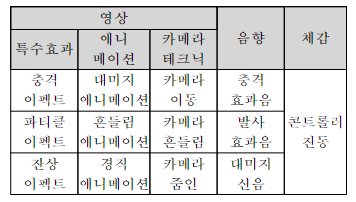 영상 음향 체감
특수효과 애니 메이션 카메라 테크닉
충격 이펙트 대미지 애니메이션 카메라 이동 충격 효과음 콘트롤러 진동
파티클 이펙트 흔들림 애니메이션 카메라 흔들림 발사 효과음
잔상 이펙트 경직 애니메이션 카메라 줌인 대미지 신음